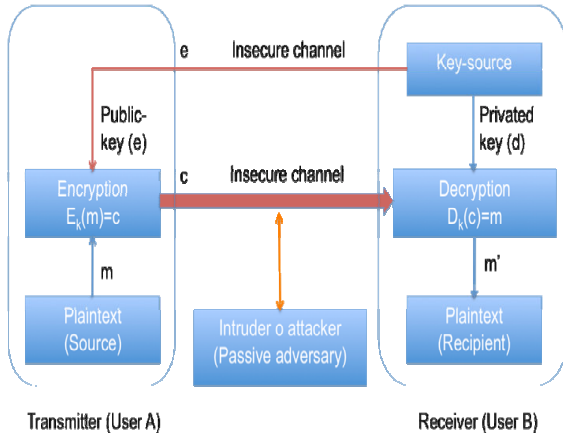 e
Insecure channel
Key-source
Public-
key (e)
Privated
key (d)
Encryption
Eₖ(m)=c
c
Insecure channel
Decryption
Dₖ(c)=m
m
m'
Plaintext
(Source)
Intruder o attacker
(Passive adversary)
Plaintext
(Recipient)
Transmitter (User A)
Receiver (User B)